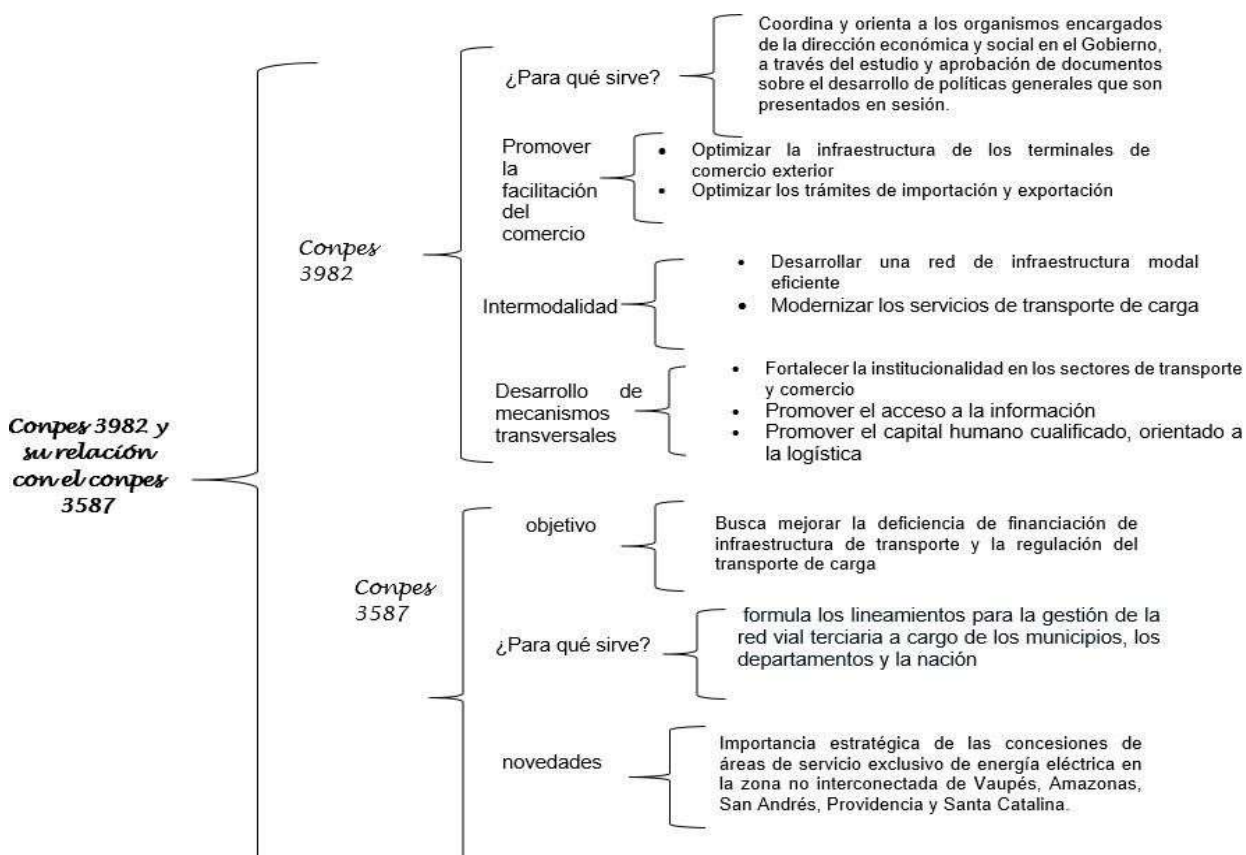 Conpes 3982 y
su relación
con el conpes
3587
Conpes
3982
¿Para qué sirve?
Coordina y orienta a los organismos encargados
de la dirección económica y social en el Gobierno,
a través del estudio y aprobación de documentos
sobre el desarrollo de políticas generales que son
presentados en sesión.
Promover
la
facilitación
del
comercio
• Optimizar la infraestructura de los terminales de
comercio exterior
• Optimizar los trámites de importación y exportación
Intermodalidad
• Desarrollar una red de infraestructura modal
eficiente
• Modernizar los servicios de transporte de carga
Desarrollo de
mecanismos
transversales
• Fortalecer la institucionalidad en los sectores de transporte
y comercio
• Promover el acceso a la información
• Promover el capital humano cualificado, orientado a
la logística
Conpes
3587
objetivo
Busca mejorar la deficiencia de financiación de
infraestructura de transporte y la regulación del
transporte de carga
¿Para qué sirve?
formula los lineamientos para la gestión de la
red vial terciaria a cargo de los municipios, los
departamentos y la nación
novedades
Importancia estratégica de las concesiones de
áreas de servicio exclusivo de energía eléctrica en
la zona no interconectada de Vaupés, Amazonas,
San Andrés, Providencia y Santa Catalina.